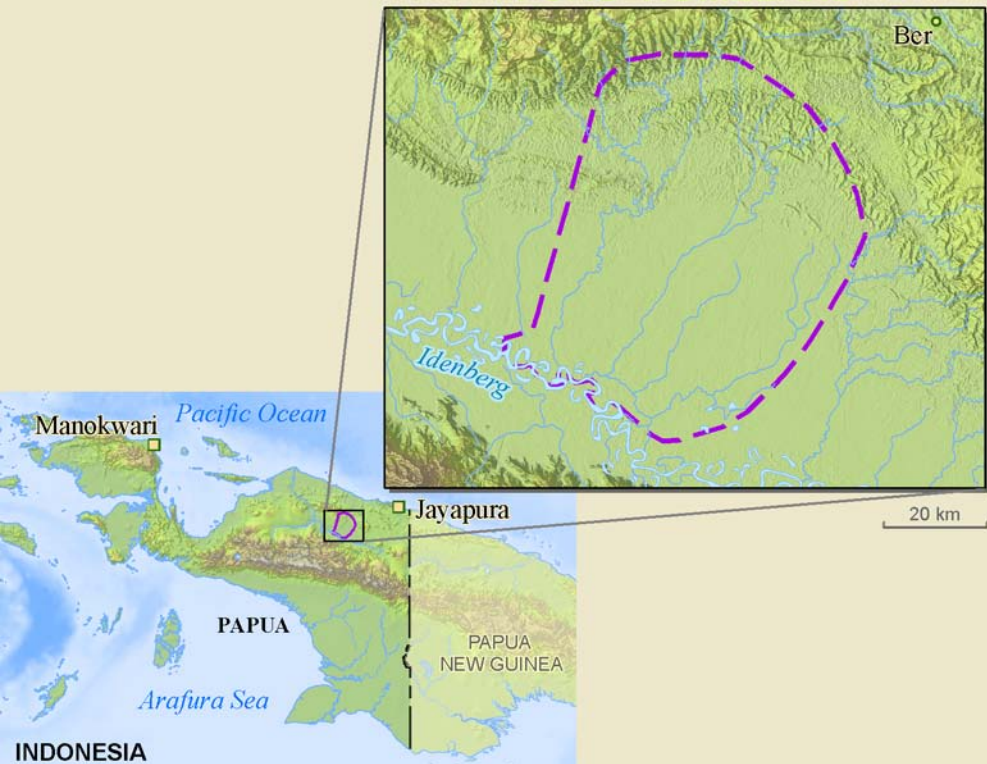 Ber
Idenberg
20 km
Manokwari
Pacific Ocean
Jayapura
PAPUA
PAPUA
NEW GUINEA
Arafura Sea
INDONESIA